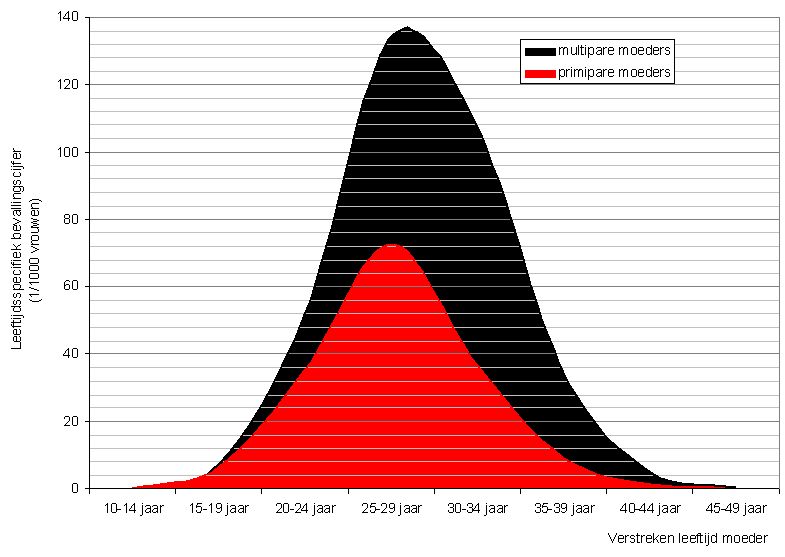 140
120
100
80
60
40
20
0
Leeftijdsspecifiek bevallingscijfer
(1/1000 vrouwen)
multipare moeders
primipare moeders
10-14 jaar 15-19 jaar 20-24 jaar 25-29 jaar 30-34 jaar 35-39 jaar 40-44 jaar 45-49 jaar
Verstreken leeftijd moeder